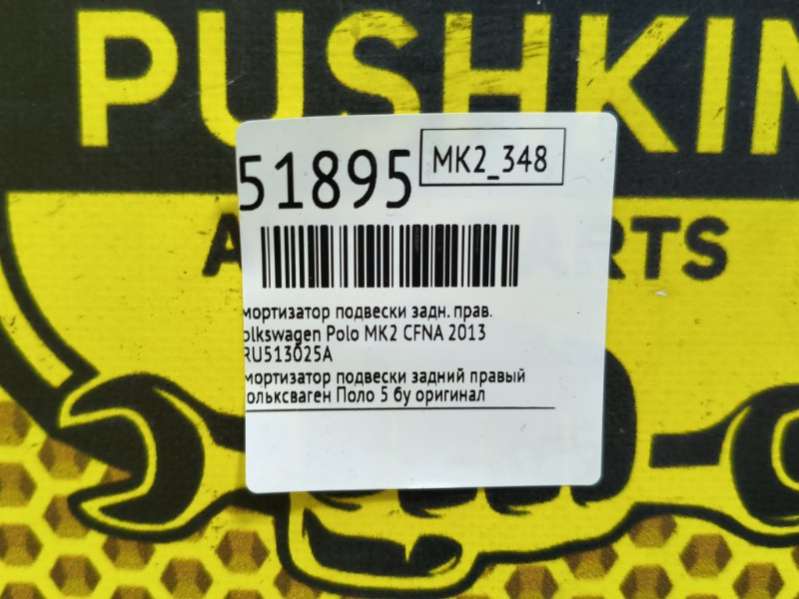 PUSHKIN
A RTS
51895
MK2_348
мортизатор подвески задн. прав.
olkswagen Polo MK2 CFNA 2013
RU513025A
мортизатор подвески задний правый
ольксваген Поло 5 бу оригинал